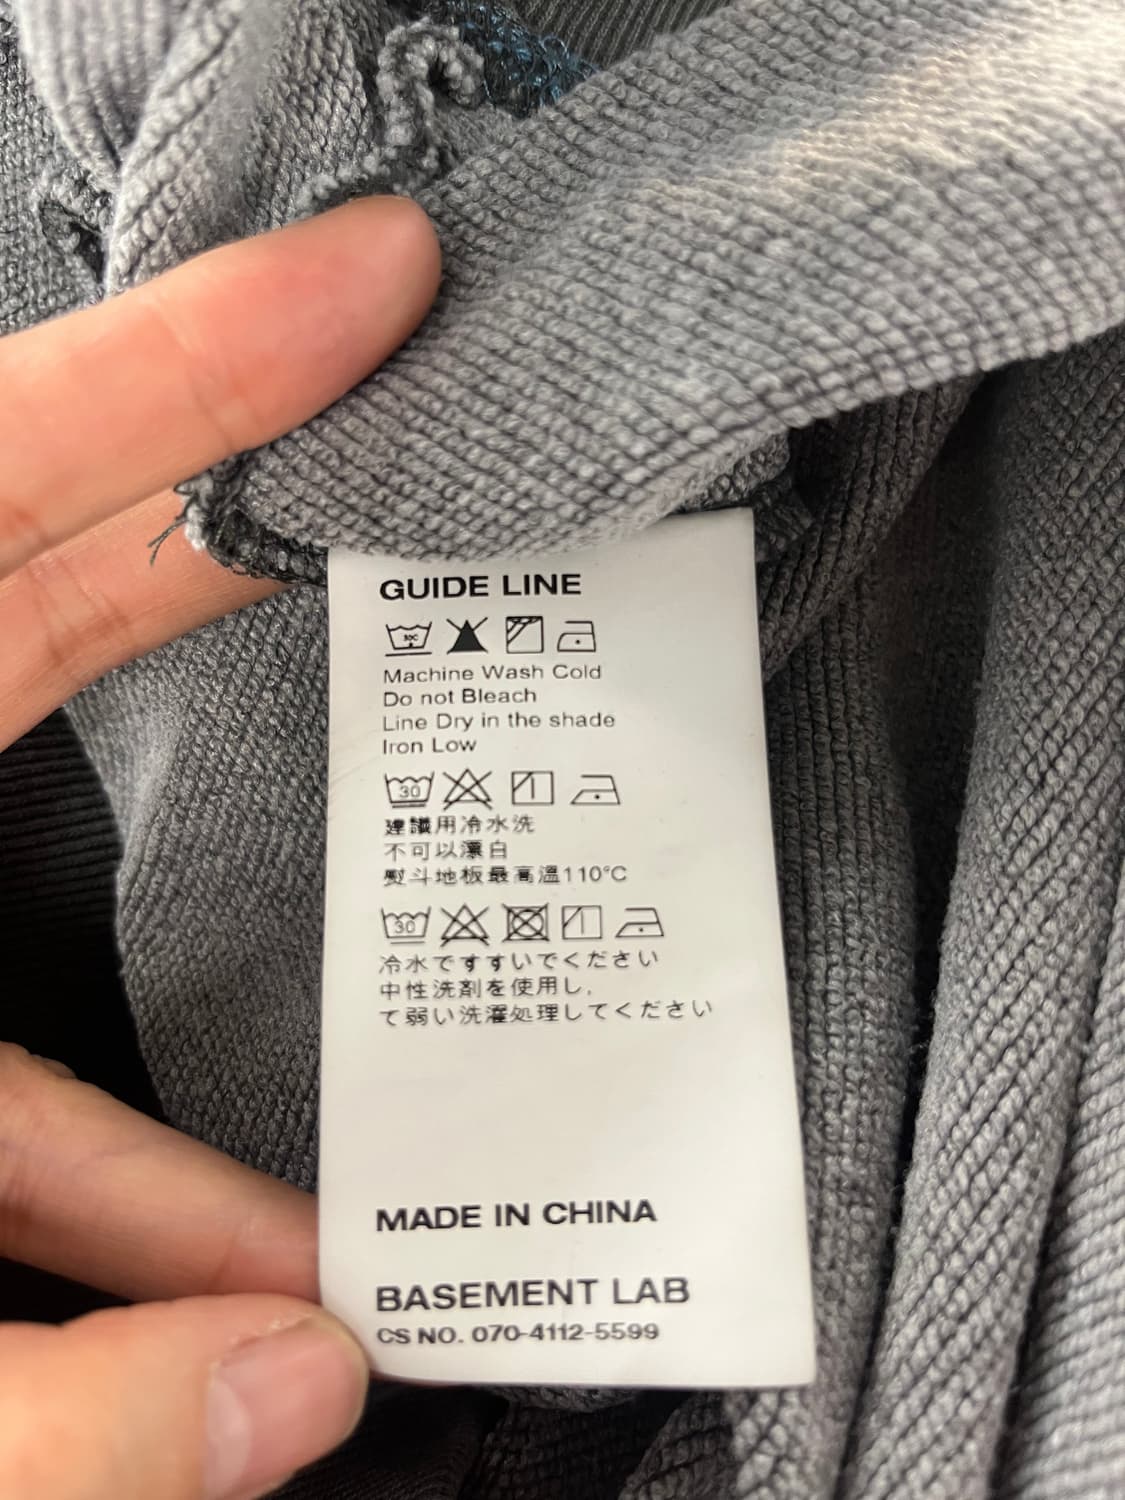 GUIDE LINE
30C
Machine Wash Cold
Do not Bleach
Line Dry in the shade
Iron Low
30
建議用冷水洗
不可以漂白
熨斗地板最高溫110°C
30
冷水ですすいでください
中性洗剤を使用し,
て弱い洗濯処理してください
MADE IN CHINA
BASEMENT LAB
CS NO. 070-4112-5599